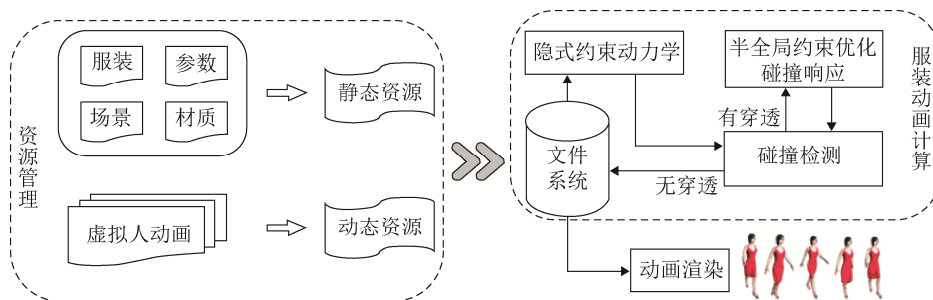 资源管理
服装
参数
场景
材质
静态资源
虚拟人动画
动态资源
隐式约束动力学
半全局约束优化
碰撞响应
有穿透
文件
系统
碰撞检测
无穿透
服装动画计算
动画渲染